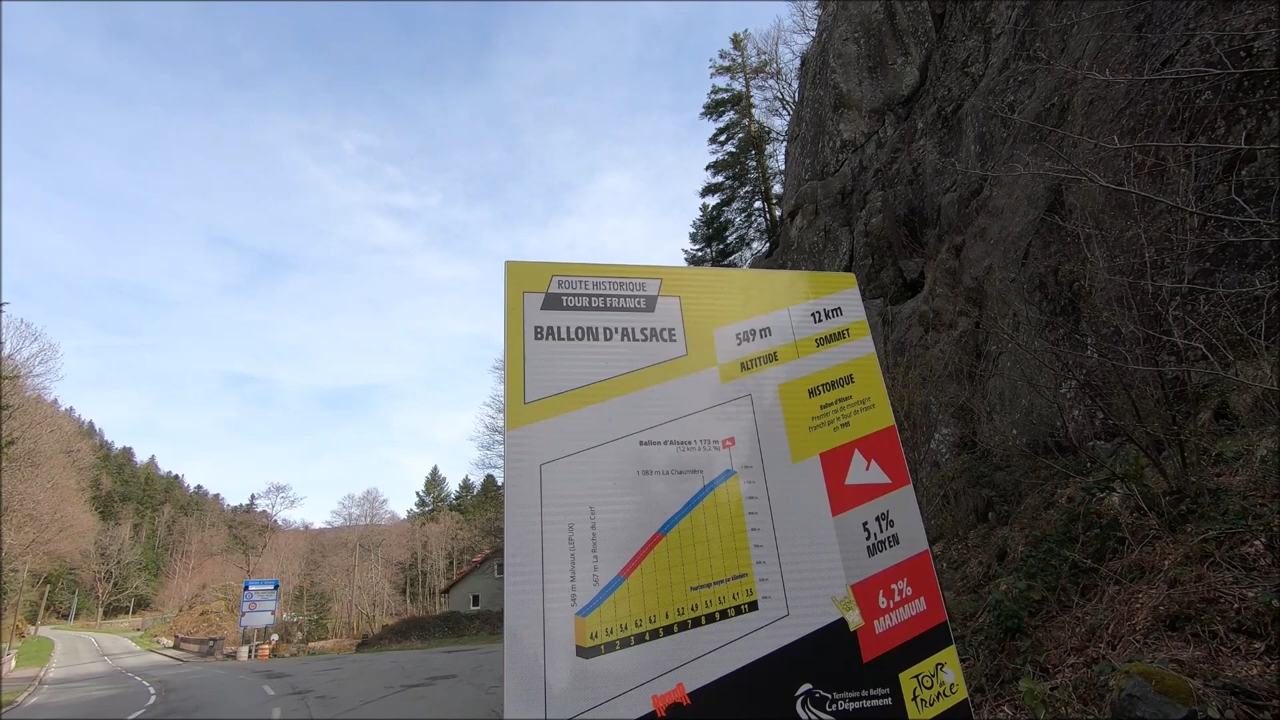 ROUTE HISTORIQUE
TOUR DE FRANCE
BALLON D'ALSACE
549 m
ALTITUDE
12 km
SOMMET
HISTORIQUE
Ballon d'Alsace
Premier col de montagne
franchi par le Tour de France
en 1905
Ballon d'Alsace 1 173 m
(12 km à 5,2 %)
1 083 m La Chaumière
549 m Malvaux (LEPUIX)
567 m La Roche du Cerf
Pourcentage moyen par kilomètre
4,4 5,4 5,4 6,2 6,2 6 5,2 4,9 5,1 5,1 4,1 3,5
1 2 3 4 5 6 7 8 9 10 11
5,1%
MOYEN
6,2%
MAXIMUM
Territoire de Belfort
Le Département
TOUR
de
france